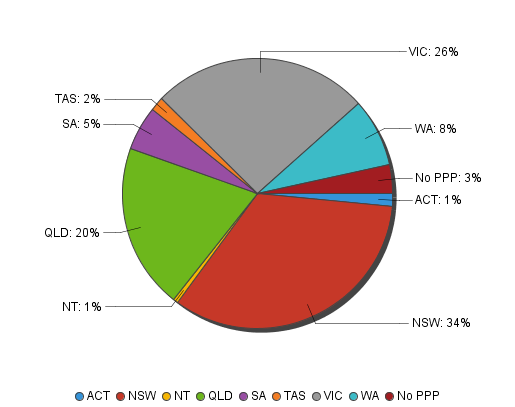 VIC: 26%
TAS: 2%
SA: 5%
WA: 8%
No PPP: 3%
ACT: 1%
QLD: 20%
NT: 1%
NSW: 34%
ACT NSW NT QLD SA TAS VIC WA No PPP